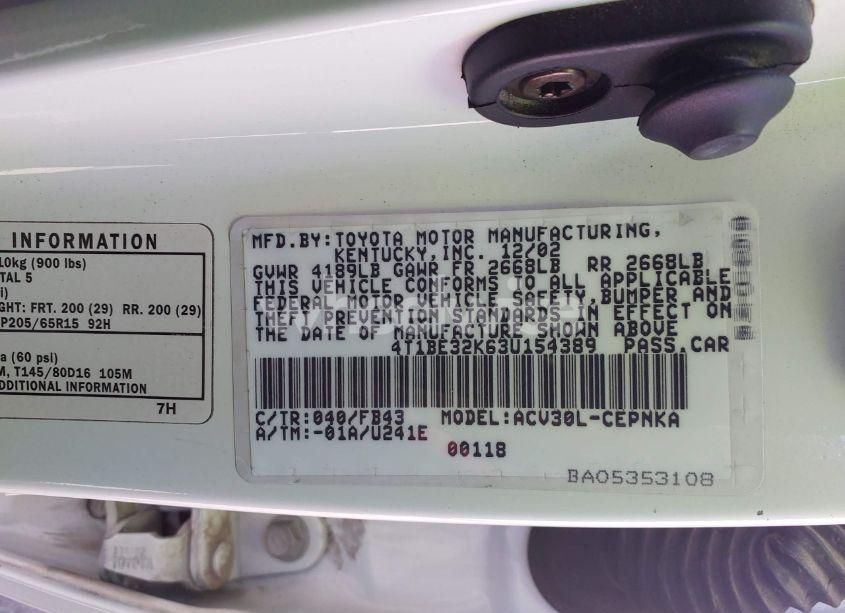 INFORMATION
10kg (900 lbs)
TAL 5
i)
GHT: FRT. 200 (29) RR. 200 (29)
P205/65R15 92H
a (60 psi)
M, T145/80D16 105M
ADDITIONAL INFORMATION
7H
MFD.BY:TOYOTA MOTOR MANUFACTURING,
KENTUCKY,INC. 12/02
GVWR 4189LB GAWR FR 2668LB RR 2668LB
THIS VEHICLE CONFORMS TO ALL APPLICABLE
FEDERAL MOTOR VEHICLE SAFETY,BUMPER AND
THEFT PREVENTION STANDARDS IN EFFECT ON
THE DATE OF MANUFACTURE SHOWN ABOVE
4T1BE32K63U154389 PASS.CAR
C/TR:040/FB43 MODEL:ACV30L-CEPNKA
A/TM:-01A/U241E
00118
BA05353108
TOYOTA